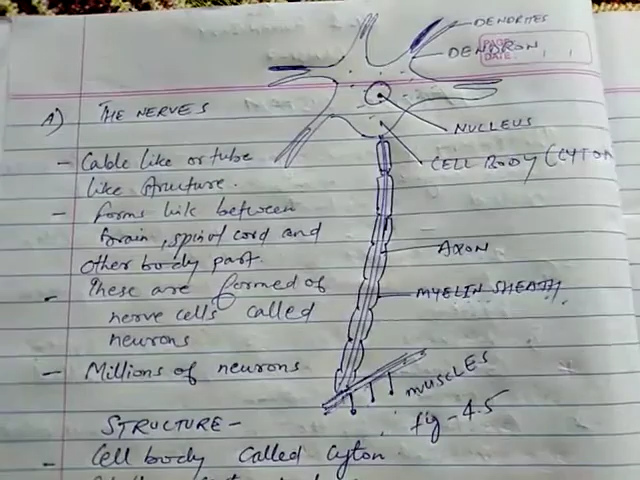 DENDRITES
DENDRON
PAGE
DATE
A) THE NERVES
NUCLEUS
- Cable like or tube
CELL BODY (CYTON
like structure.
- forms link between
brain, spinal cord and
AXON
other body part.
- These are formed of
MYELIN SHEATH
nerve cells called
neurons
- Millions of neurons
MUSCLES
fig - 4.5
STRUCTURE -
- Cell body called Cyton